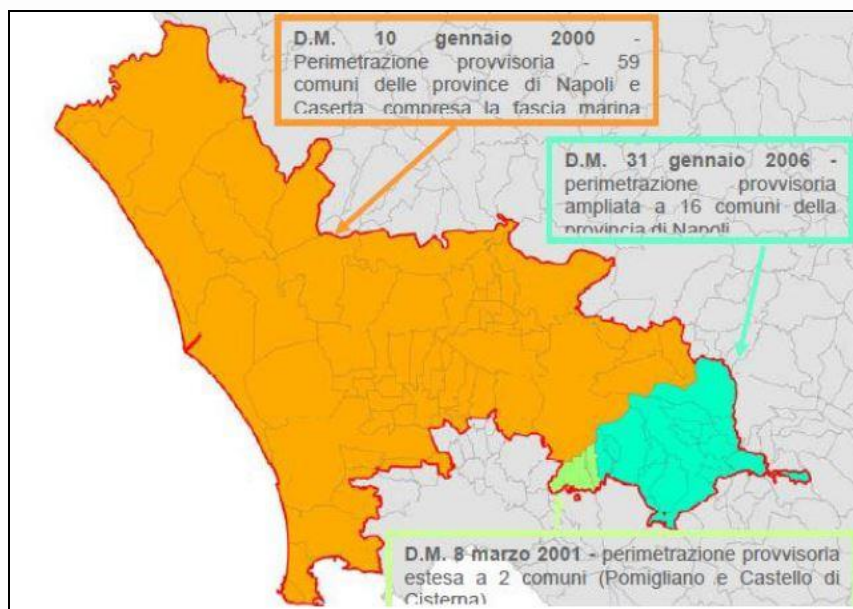 D.M. 10 gennaio 2000 -
Perimetrazione provvisoria - 59
comuni delle province di Napoli e
Caserta compresa la fascia marina
D.M. 31 gennaio 2006 -
perimetrazione provvisoria
ampliata a 16 comuni della
provincia di Napoli
D.M. 8 marzo 2001 - perimetrazione provvisoria
estesa a 2 comuni (Pomigliano e Castello di
Cisterna)